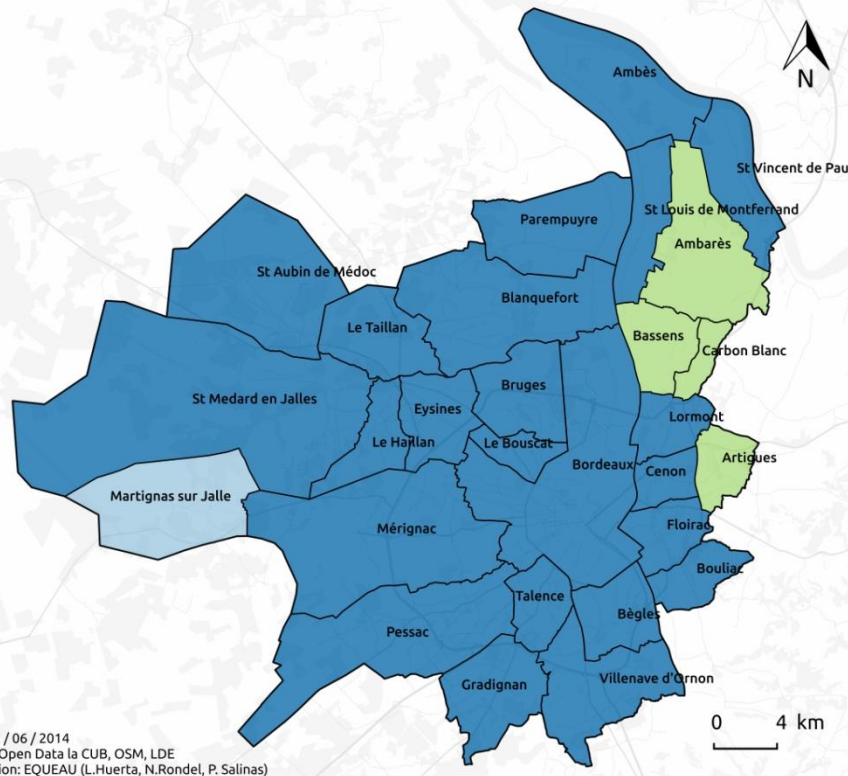 N
Ambès
St Vincent de Pau
Parempuyre
St Louis de Montferrand
Ambarès
St Aubin de Médoc
Blanquefort
Le Taillan
Bassens
Carbon Blanc
St Medard en Jalles
Eysines
Bruges
Lormont
Le Haillan
Le Bouscat
Bordeaux
Artigues
Cenon
Martignas sur Jalle
Mérignac
Floirac
Bouliac
Talence
Bègles
Pessac
Gradignan
Villenave d'Ornon
0 4 km
/ 06 / 2014
Open Data la CUB, OSM, LDE
ion: EQUEAU (L.Huerta, N.Rondel, P. Salinas)